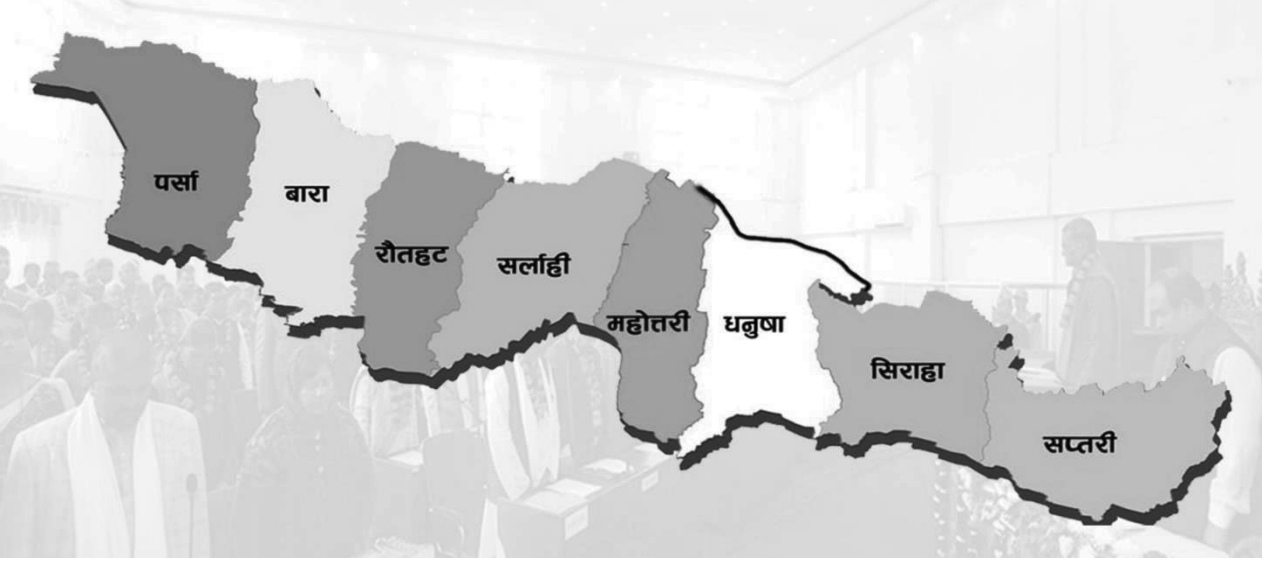 पर्सा
बारा
रौतहट
सर्लाही
महोत्तरी
धनुषा
सिराहा
सप्तरी